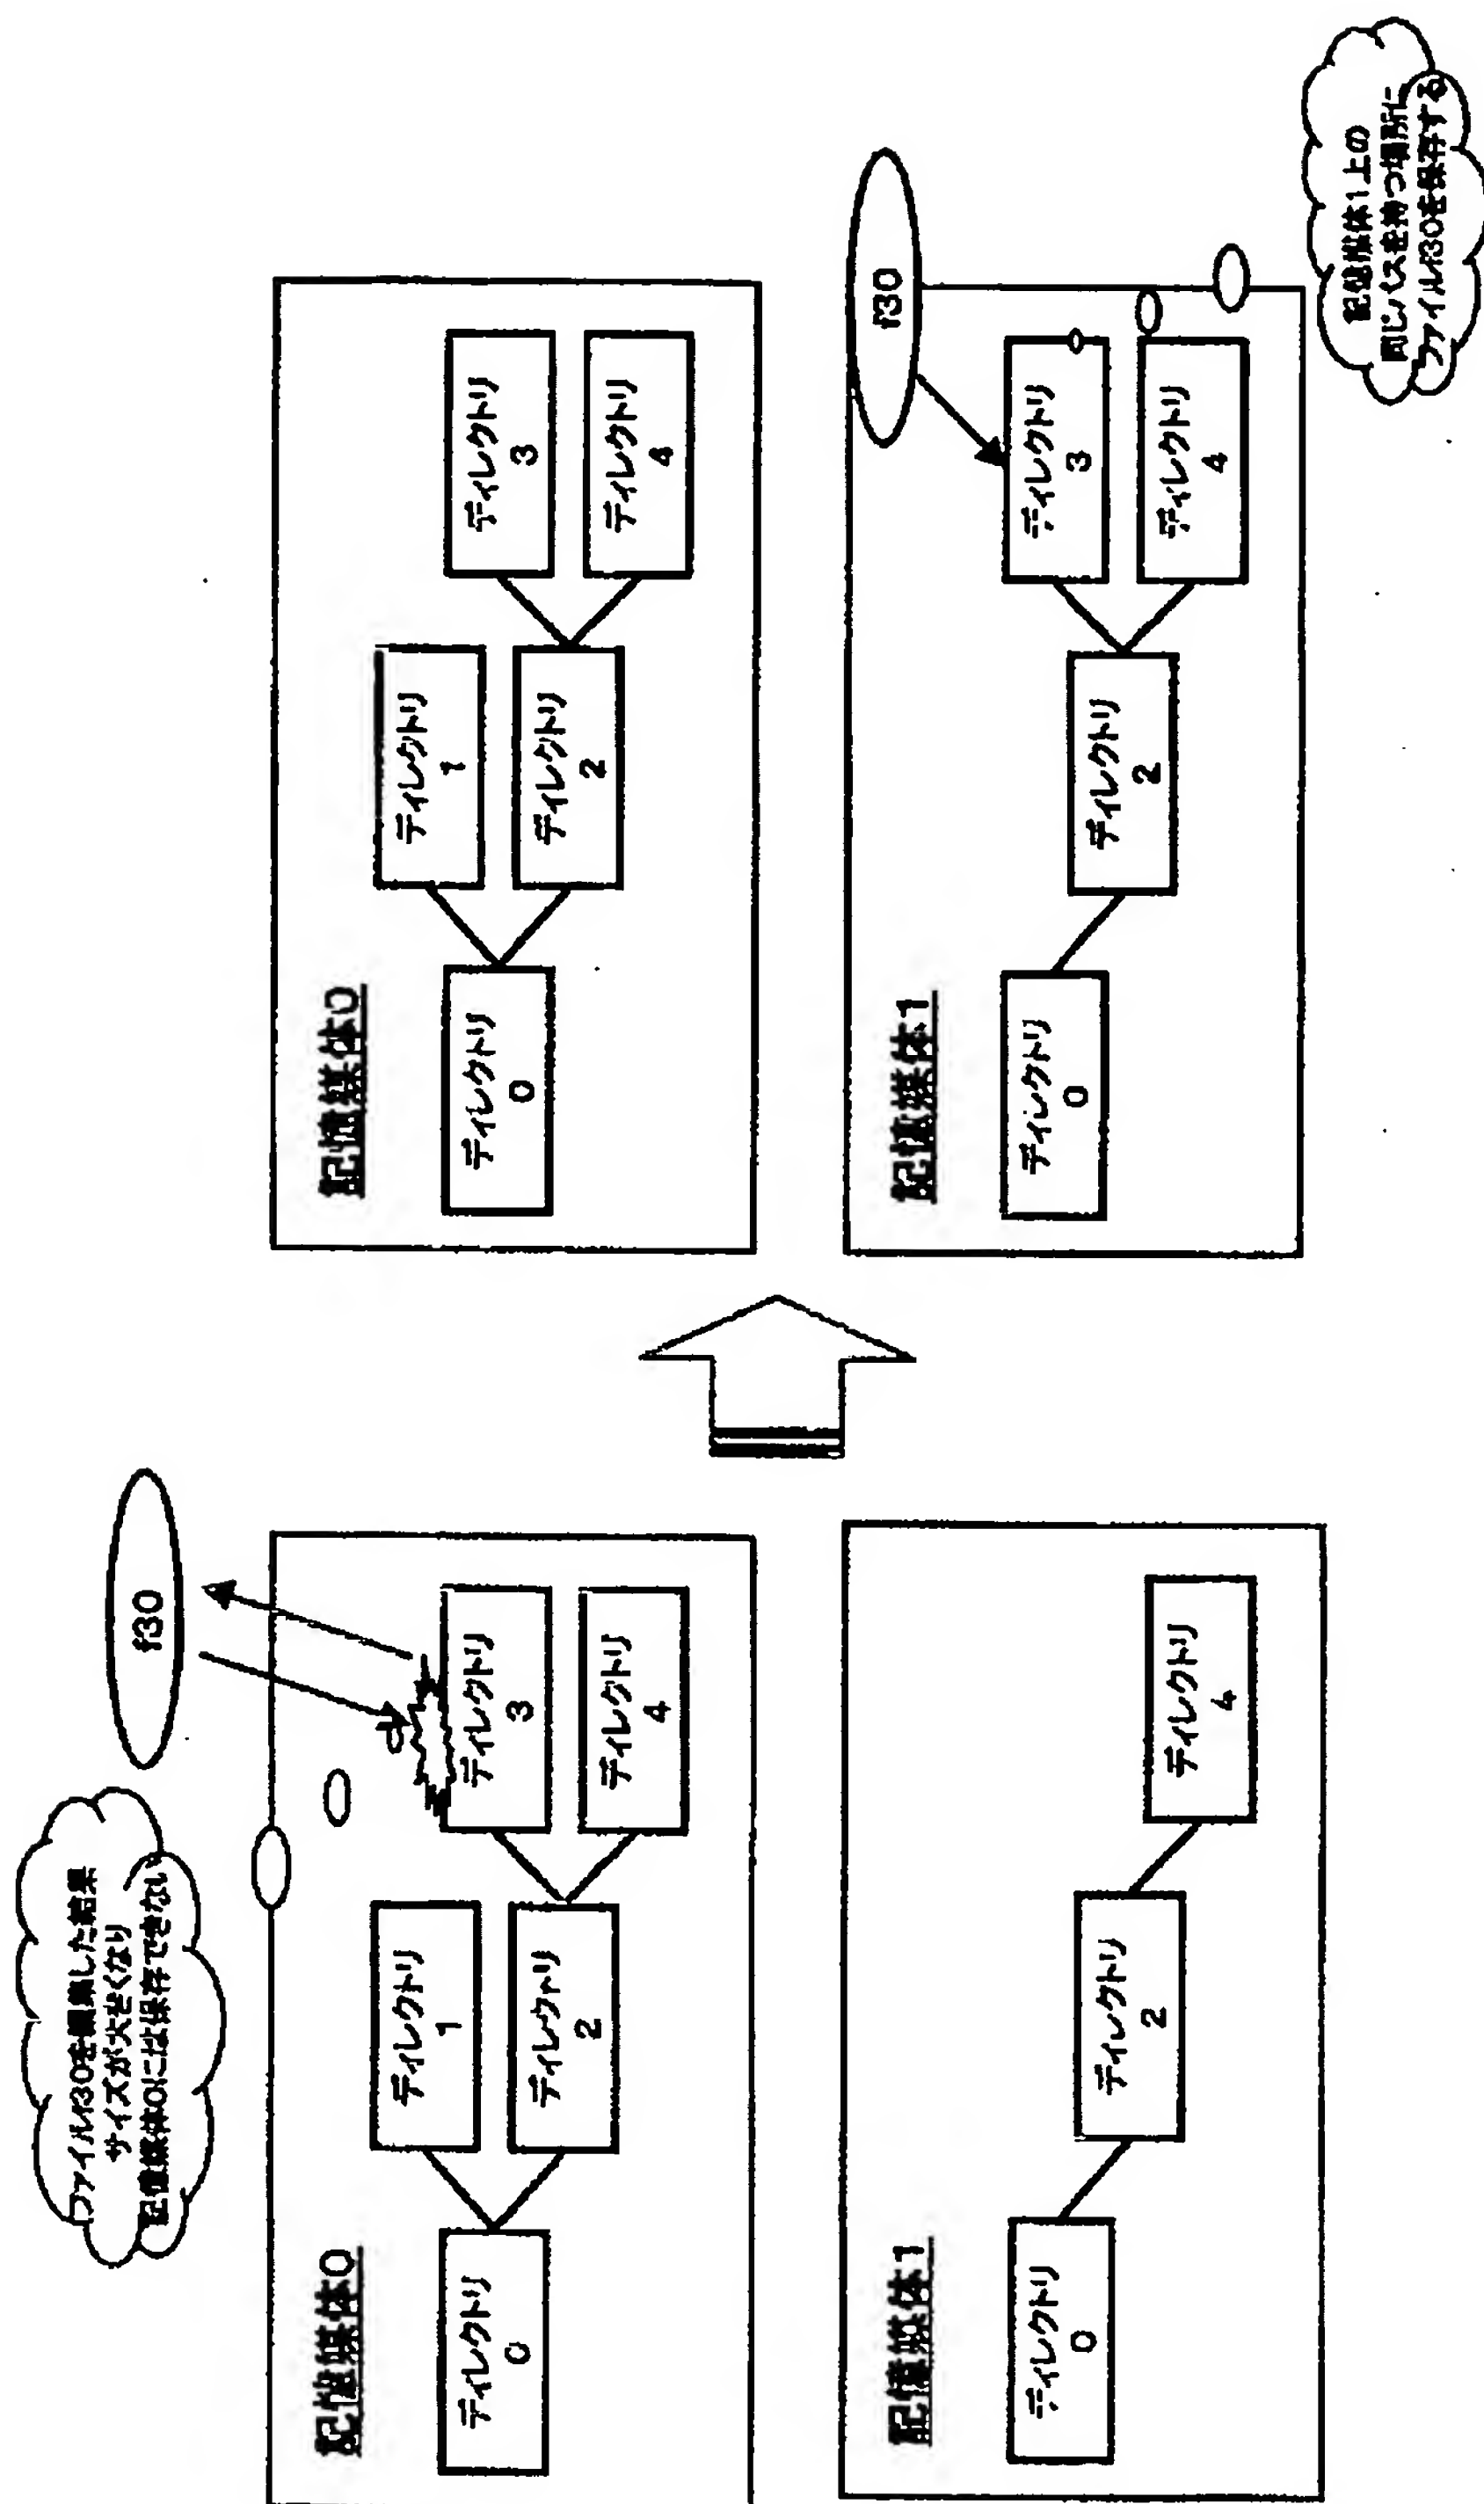 ファイルf30を編集した結果
サイズが大きくなり
記憶媒体0には保存できない
f30
記憶媒体0
ディレクトリ
0
ディレクトリ
1
ディレクトリ
2
ディレクトリ
3
ディレクトリ
4
記憶媒体1
ディレクトリ
0
ディレクトリ
2
ディレクトリ
4
記憶媒体0
ディレクトリ
0
ディレクトリ
1
ディレクトリ
2
ディレクトリ
3
ディレクトリ
4
f30
記憶媒体1
ディレクトリ
0
ディレクトリ
2
ディレクトリ
3
ディレクトリ
4
記憶媒体1上の
同じパスを持つ場所に
ファイルf30を保存する